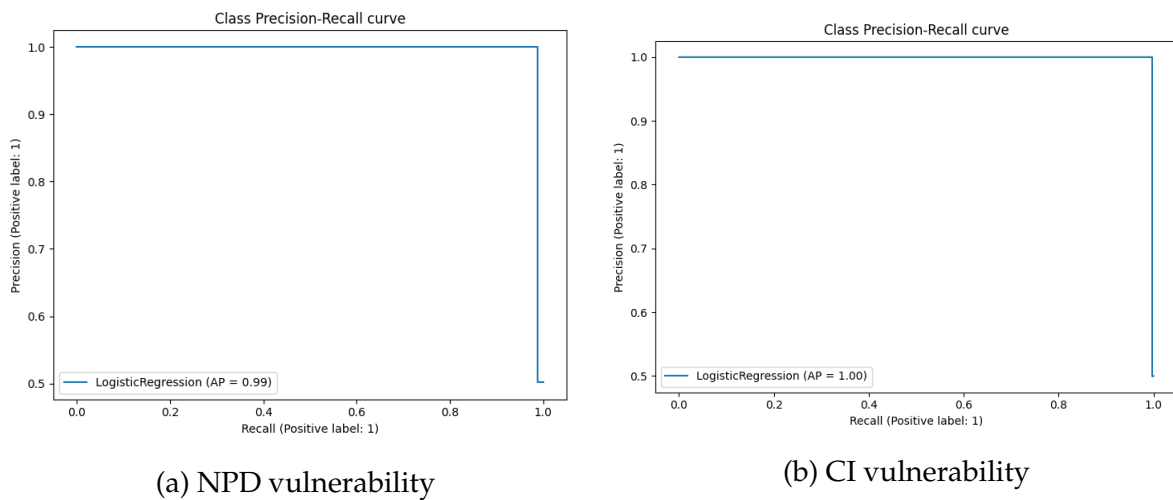 Class Precision-Recall curve
Precision (Positive label: 1)
1.0
0.9
0.8
0.7
0.6
0.5
LogisticRegression (AP = 0.99)
0.0 0.2 0.4 0.6 0.8 1.0
Recall (Positive label: 1)
(a) NPD vulnerability
Class Precision-Recall curve
Precision (Positive label: 1)
1.0
0.9
0.8
0.7
0.6
0.5
LogisticRegression (AP = 1.00)
0.0 0.2 0.4 0.6 0.8 1.0
Recall (Positive label: 1)
(b) CI vulnerability